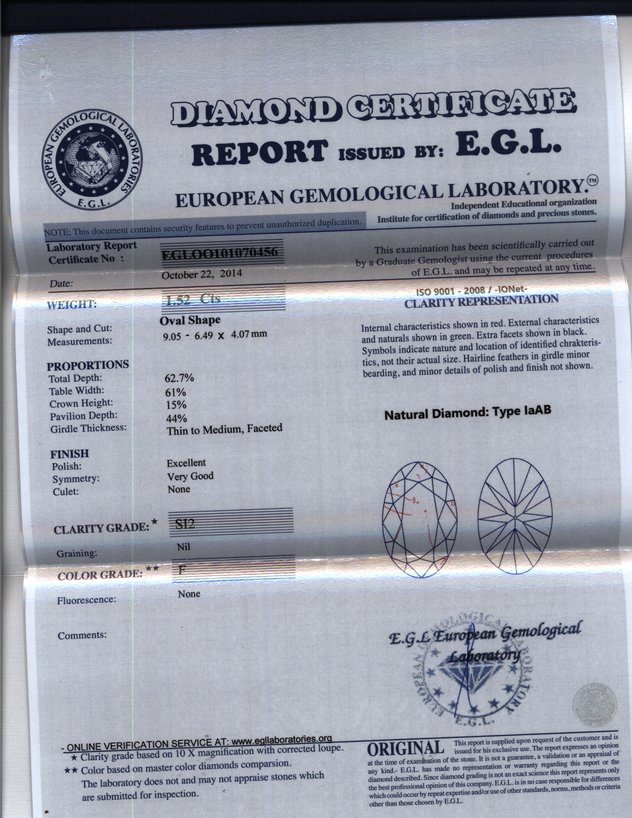 DIAMOND CERTIFICATE
REPORT ISSUED BY: E.G.L.
EUROPEAN GEMOLOGICAL LABORATORIES
E.G.L.
EUROPEAN GEMOLOGICAL LABORATORY.™
Independent Educational organization
Institute for certification of diamonds and precious stones.
NOTE: This document contains security features to prevent unauthorized duplication.
Laboratory Report
Certificate No : EGLOO101070456
Date: October 22, 2014
WEIGHT: 1.52 Cts
Shape and Cut: Oval Shape
Measurements: 9.05 - 6.49 x 4.07 mm
PROPORTIONS
Total Depth: 62.7%
Table Width: 61%
Crown Height: 15%
Pavilion Depth: 44%
Girdle Thickness: Thin to Medium, Faceted
FINISH
Polish: Excellent
Symmetry: Very Good
Culet: None
CLARITY GRADE: * SI2
Graining: Nil
COLOR GRADE: ** F
Fluorescence: None
Comments:
This examination has been scientifically carried out
by a Graduate Gemologist using the current procedures
of E.G.L. and may be repeated at any time.
ISO 9001 - 2008 / -IQNet-
CLARITY REPRESENTATION
Internal characteristics shown in red. External characteristics
and naturals shown in green. Extra facets shown in black.
Symbols indicate nature and location of identified chrakteris-
tics, not their actual size. Hairline feathers in girdle minor
bearding, and minor details of polish and finish not shown.
Natural Diamond: Type IaAB
E.G.L European Gemological
Laboratory
E.G.L.
- ONLINE VERIFICATION SERVICE AT: www.egllaboratories.org
* Clarity grade based on 10 X magnification with corrected loupe.
** Color based on master color diamonds comparsion.
The laboratory does not and may not appraise stones which
are submitted for inspection.
ORIGINAL This report is supplied upon request of the customer and is
issued for his exclusive use. The report expresses an opinion
at the time of examination of the stone. It is not a guarantee, a validation or an appraisal of
any kind.- E.G.L. has made no representation or warranty regarding this report or the
diamond described. Since diamond grading is not an exact science this report represents only
the best professional opinion of this company. E.G.L. is in no case responsible for differences
which could occur by repeat expertise and/or use of other standards, norms, methods or criteria
other than those chosen by E.G.L.